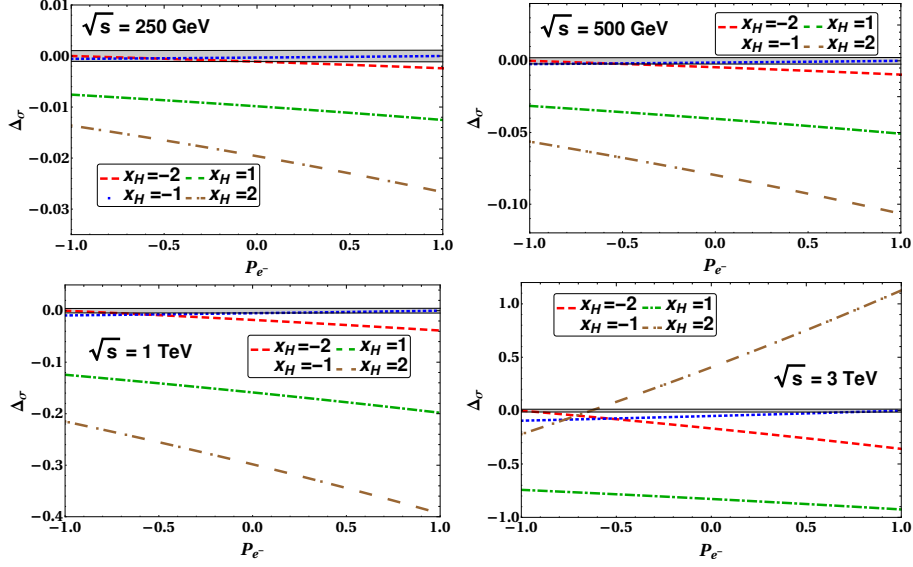 √s = 250 GeV
0.01
0.00
−0.01
−0.02
−0.03
Δσ
x_H=−2 x_H=1
x_H=−1 x_H=2
−1.0 −0.5 0.0 0.5 1.0
P_e⁻
√s = 500 GeV
x_H=−2 x_H=1
x_H=−1 x_H=2
0.00
−0.05
−0.10
Δσ
−1.0 −0.5 0.0 0.5 1.0
P_e⁻
0.0
−0.1
−0.2
−0.3
−0.4
Δσ
√s = 1 TeV
x_H=−2 x_H=1
x_H=−1 x_H=2
−1.0 −0.5 0.0 0.5 1.0
P_e⁻
x_H=−2 x_H=1
x_H=−1 x_H=2
1.0
0.5
0.0
−0.5
−1.0
Δσ
√s = 3 TeV
−1.0 −0.5 0.0 0.5 1.0
P_e⁻